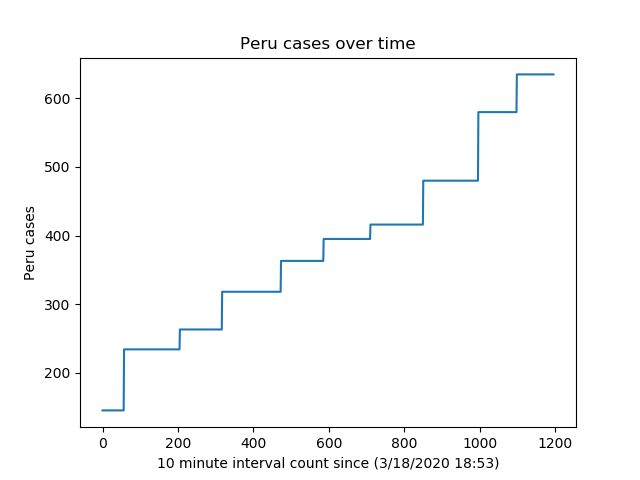 Peru cases over time
600
500
400
300
200
Peru cases
0 200 400 600 800 1000 1200
10 minute interval count since (3/18/2020 18:53)